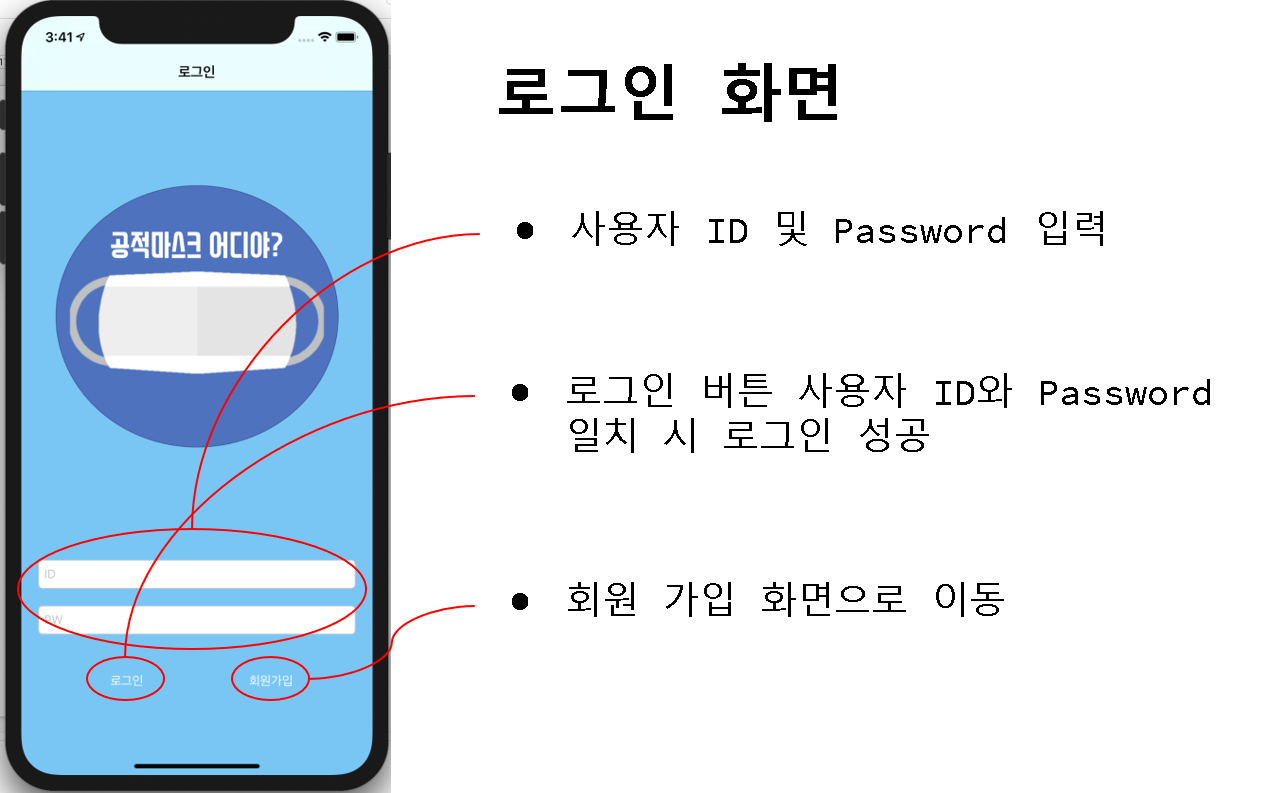 3:41
로그인
공적마스크 어디야?
ID
PW
로그인
회원가입
로그인 화면
● 사용자 ID 및 Password 입력
● 로그인 버튼 사용자 ID와 Password
일치 시 로그인 성공
● 회원 가입 화면으로 이동